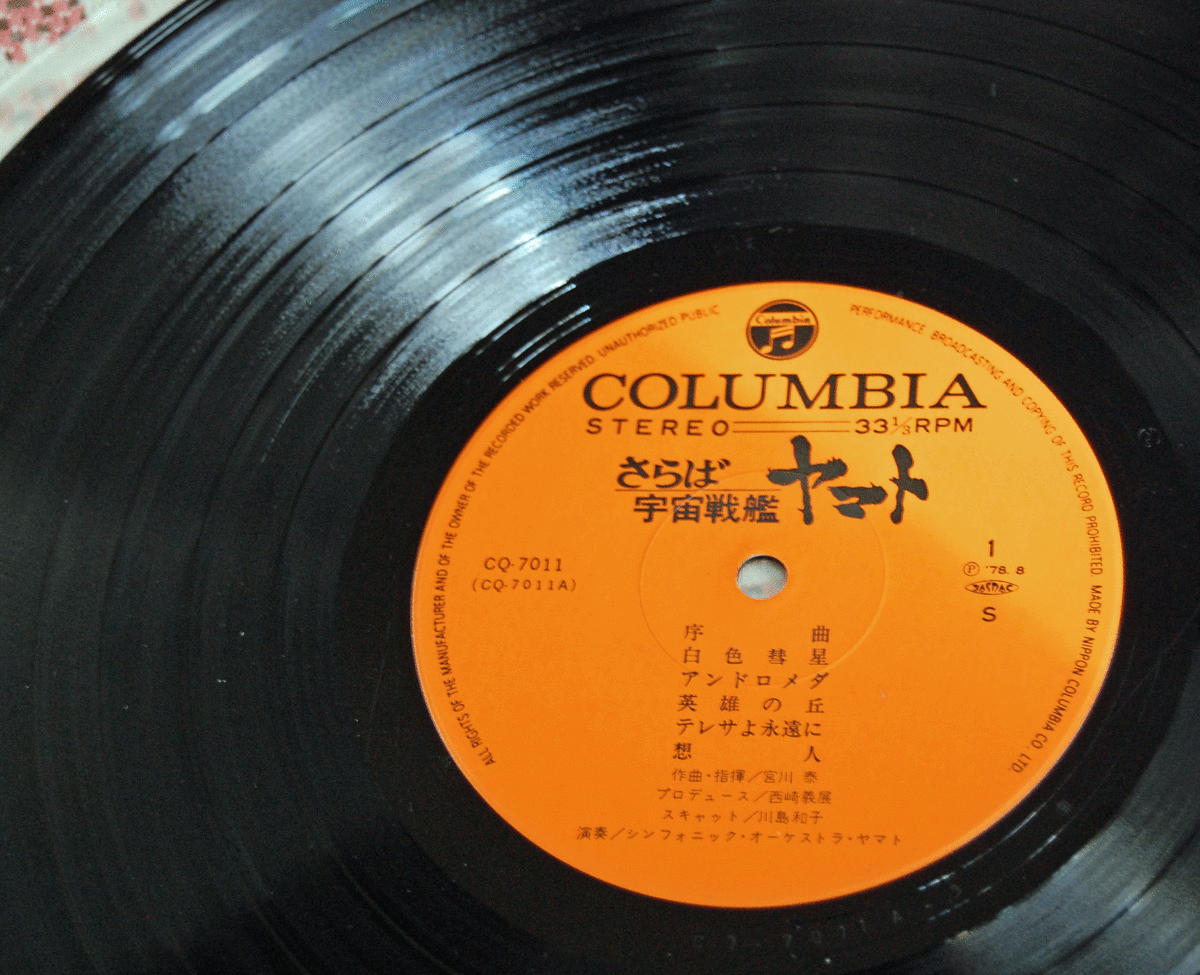 Columbia
COLUMBIA
STEREO 33⅓RPM
さらば
宇宙戦艦 ヤマト
CQ-7011
(CQ-7011A)
1
Ⓟ '78. 8
JASRAC
S
序曲
白色彗星
アンドロメダ
英雄の丘
テレサよ永遠に
想人
作曲・指揮/宮川 泰
プロデュース/西崎義展
スキャット/川島和子
演奏/シンフォニック・オーケストラ・ヤマト
ALL RIGHTS OF THE MANUFACTURER AND OF THE OWNER OF THE RECORDED WORK RESERVED. UNAUTHORIZED PUBLIC PERFORMANCE BROADCASTING AND COPYING OF THIS RECORD PROHIBITED. MADE BY NIPPON COLUMBIA CO. LTD.